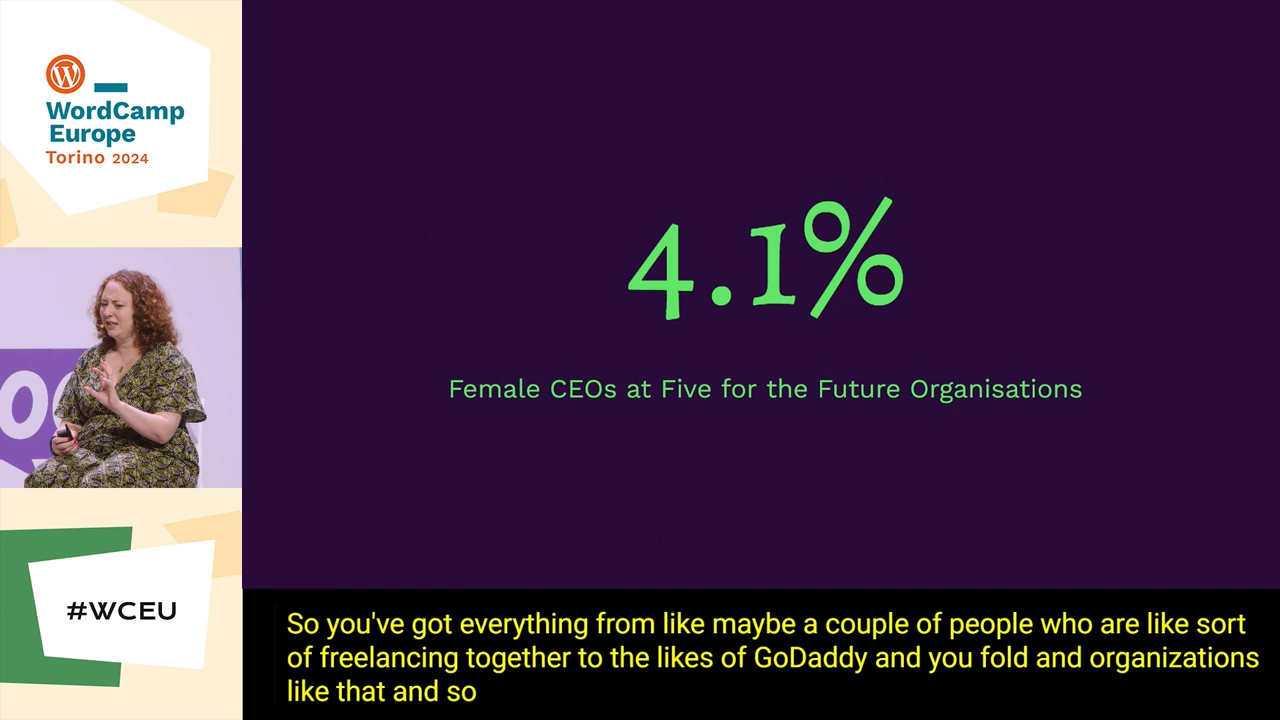 WordCamp
Europe
Torino 2024
4.1%
Female CEOs at Five for the Future Organisations
#WCEU
So you've got everything from like maybe a couple of people who are like sort
of freelancing together to the likes of GoDaddy and you fold and organizations
like that and so